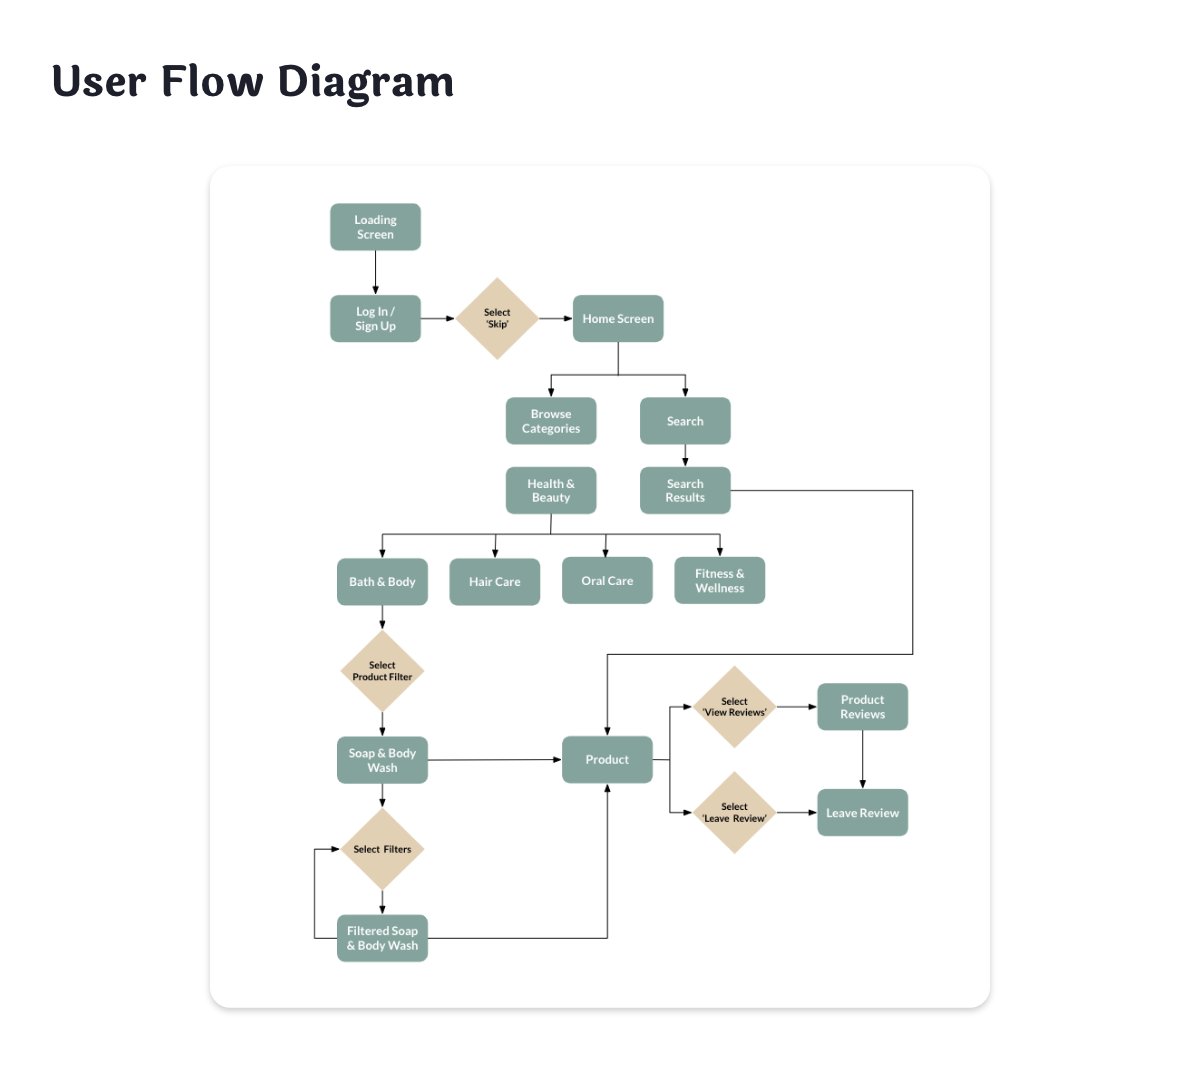 User Flow Diagram
Loading
Screen
Log In /
Sign Up
Select
'Skip'
Home Screen
Browse
Categories
Search
Health &
Beauty
Search
Results
Bath & Body
Hair Care
Oral Care
Fitness &
Wellness
Select
Product Filter
Select
'View Reviews'
Product
Reviews
Soap & Body
Wash
Product
Select
'Leave Review'
Leave Review
Select Filters
Filtered Soap
& Body Wash